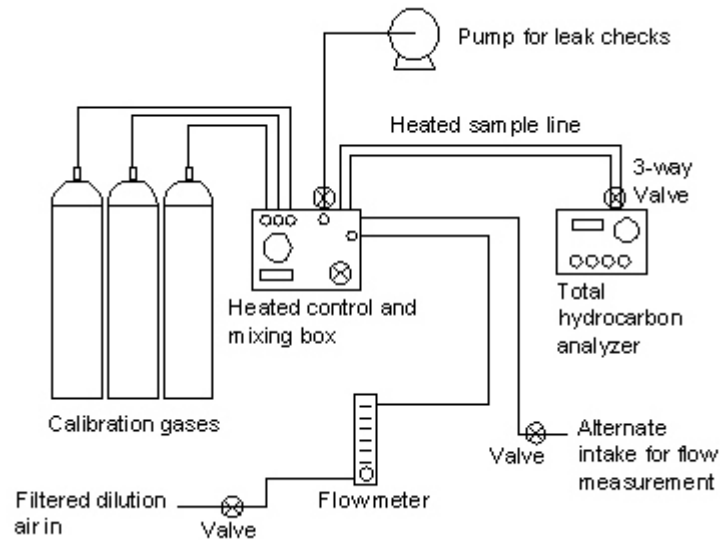 Pump for leak checks
Heated sample line
3-way
Valve
Heated control and
mixing box
Total
hydrocarbon
analyzer
Calibration gases
Alternate
intake for flow
measurement
Valve
Filtered dilution
air in
Valve
Flowmeter